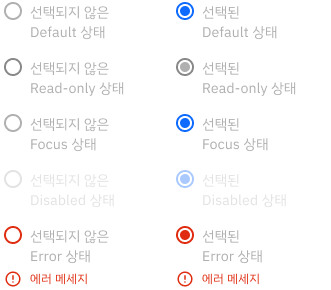 선택되지 않은
Default 상태
선택된
Default 상태
선택되지 않은
Read-only 상태
선택된
Read-only 상태
선택되지 않은
Focus 상태
선택된
Focus 상태
선택되지 않은
Disabled 상태
선택된
Disabled 상태
선택되지 않은
Error 상태
선택된
Error 상태
에러 메세지
에러 메세지